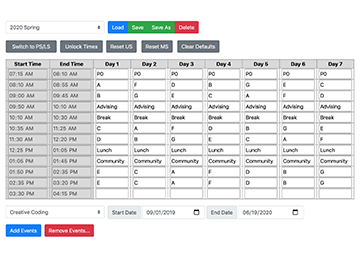 2020 Spring Load Save Save As Delete
Switch to PS/LS Unlock Times Reset US Reset MS Clear Defaults
Start Time End Time Day 1 Day 2 Day 3 Day 4 Day 5 Day 6 Day 7
07:15 AM 08:10 AM P0 P0 P0 P0 P0 P0 P0
08:10 AM 08:55 AM A F D B G E C
09:00 AM 09:45 AM B G E C A F D
09:50 AM 10:10 AM Advising Advising Advising Advising Advising Advising Advising
10:10 AM 10:30 AM Break Break Break Break Break Break Break
10:35 AM 11:25 AM C A F D B G E
11:30 AM 12:20 PM D B G E C A F
12:25 PM 01:05 PM Lunch Lunch Lunch Lunch Lunch Lunch Lunch
01:05 PM 01:45 PM Community Community Community Community Community Community Community
01:50 PM 02:35 PM E C A F D B G
02:35 PM 03:20 PM E C A F D B G
03:30 PM 04:15 PM
Creative Coding Start Date 09/01/2019 End Date 06/19/2020
Add Events Remove Events...